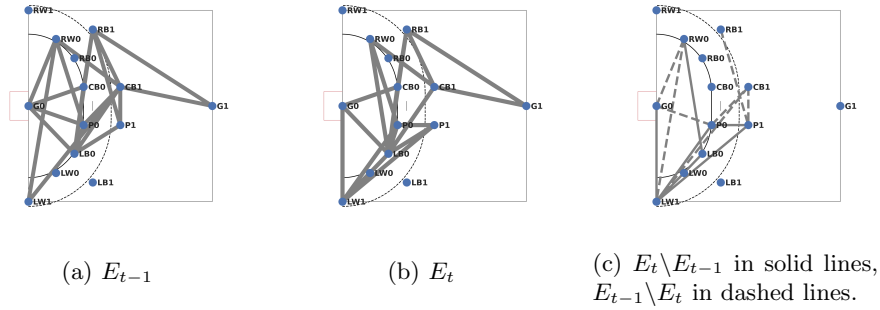 RW1
RB1
RW0
RB0
CB0
CB1
G0
G1
P0
P1
LB0
LW0
LB1
LW1
RW1
RB1
RW0
RB0
CB0
CB1
G0
G1
P0
P1
LB0
LW0
LB1
LW1
RW1
RB1
RW0
RB0
CB0
CB1
G0
G1
P0
P1
LB0
LW0
LB1
LW1
(a) E_{t−1}
(b) E_t
(c) E_t\E_{t−1} in solid lines,
E_{t−1}\E_t in dashed lines.